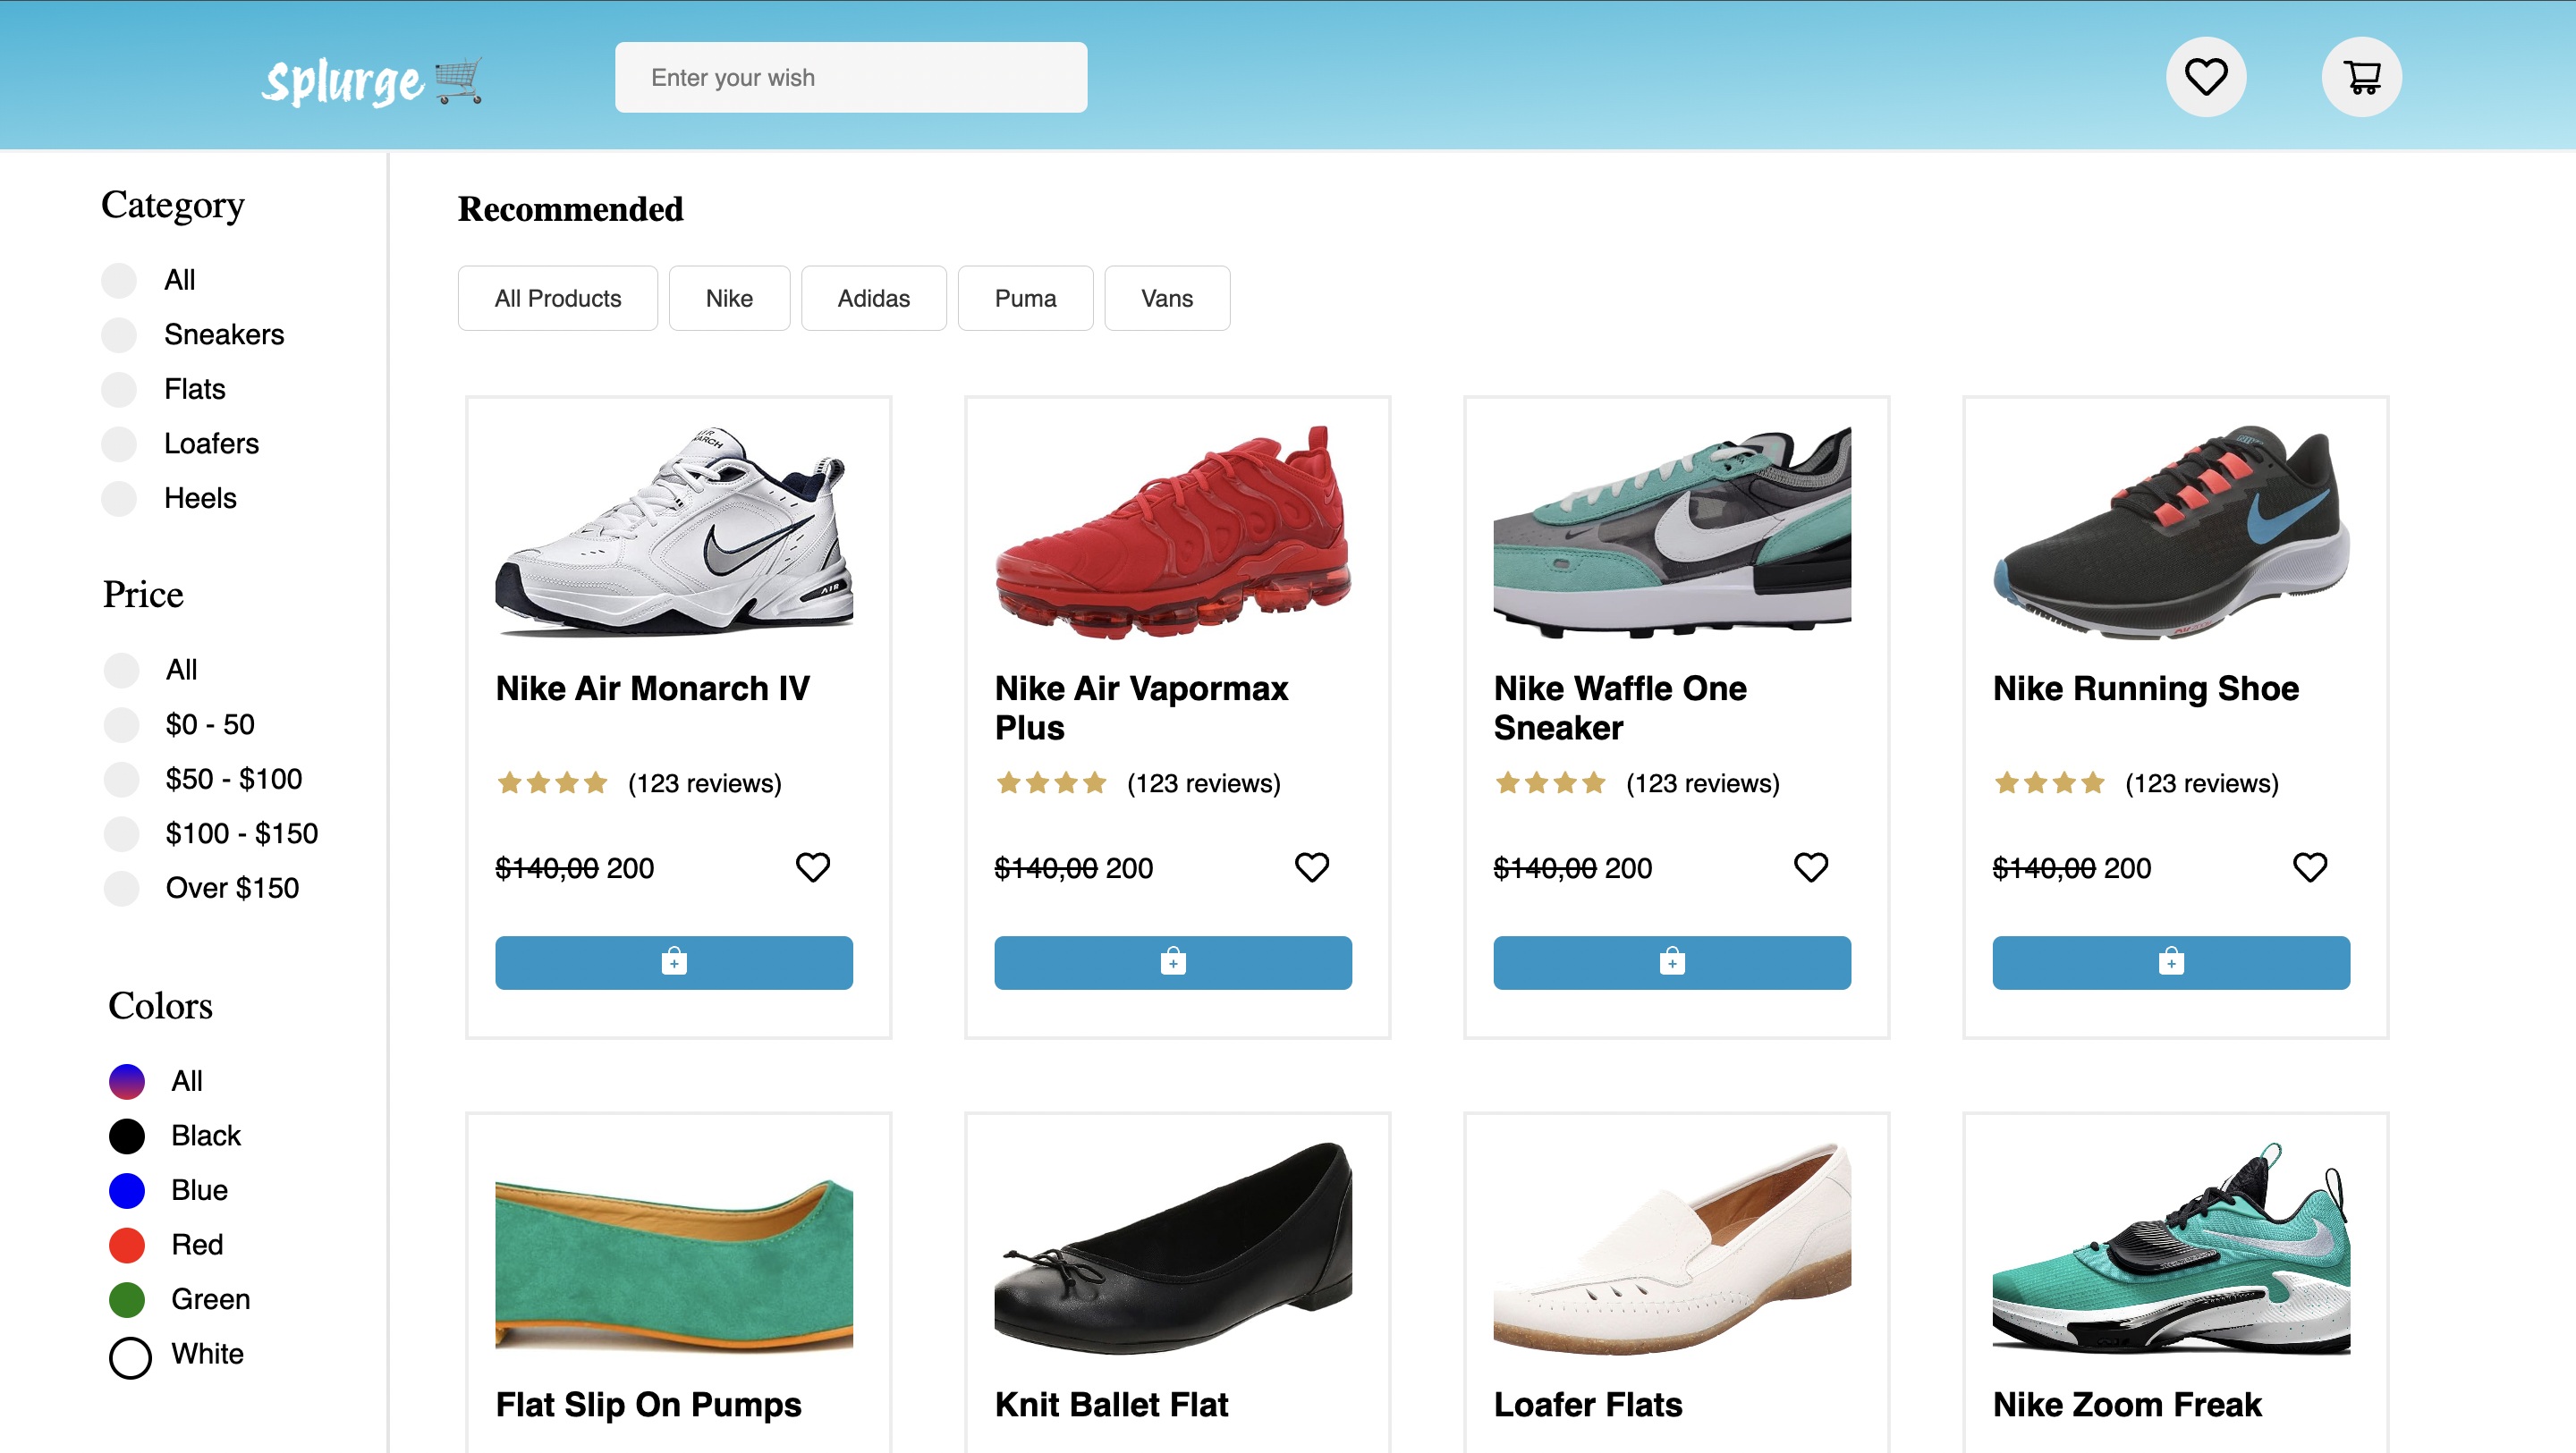 Splurge
Enter your wish
Category
All
Sneakers
Flats
Loafers
Heels
Price
All
$0 - 50
$50 - $100
$100 - $150
Over $150
Colors
All
Black
Blue
Red
Green
White
Recommended
All Products
Nike
Adidas
Puma
Vans
Nike Air Monarch IV
(123 reviews)
$140,00 200
Nike Air Vapormax
Plus
(123 reviews)
$140,00 200
Nike Waffle One
Sneaker
(123 reviews)
$140,00 200
Nike Running Shoe
(123 reviews)
$140,00 200
Flat Slip On Pumps
Knit Ballet Flat
Loafer Flats
Nike Zoom Freak